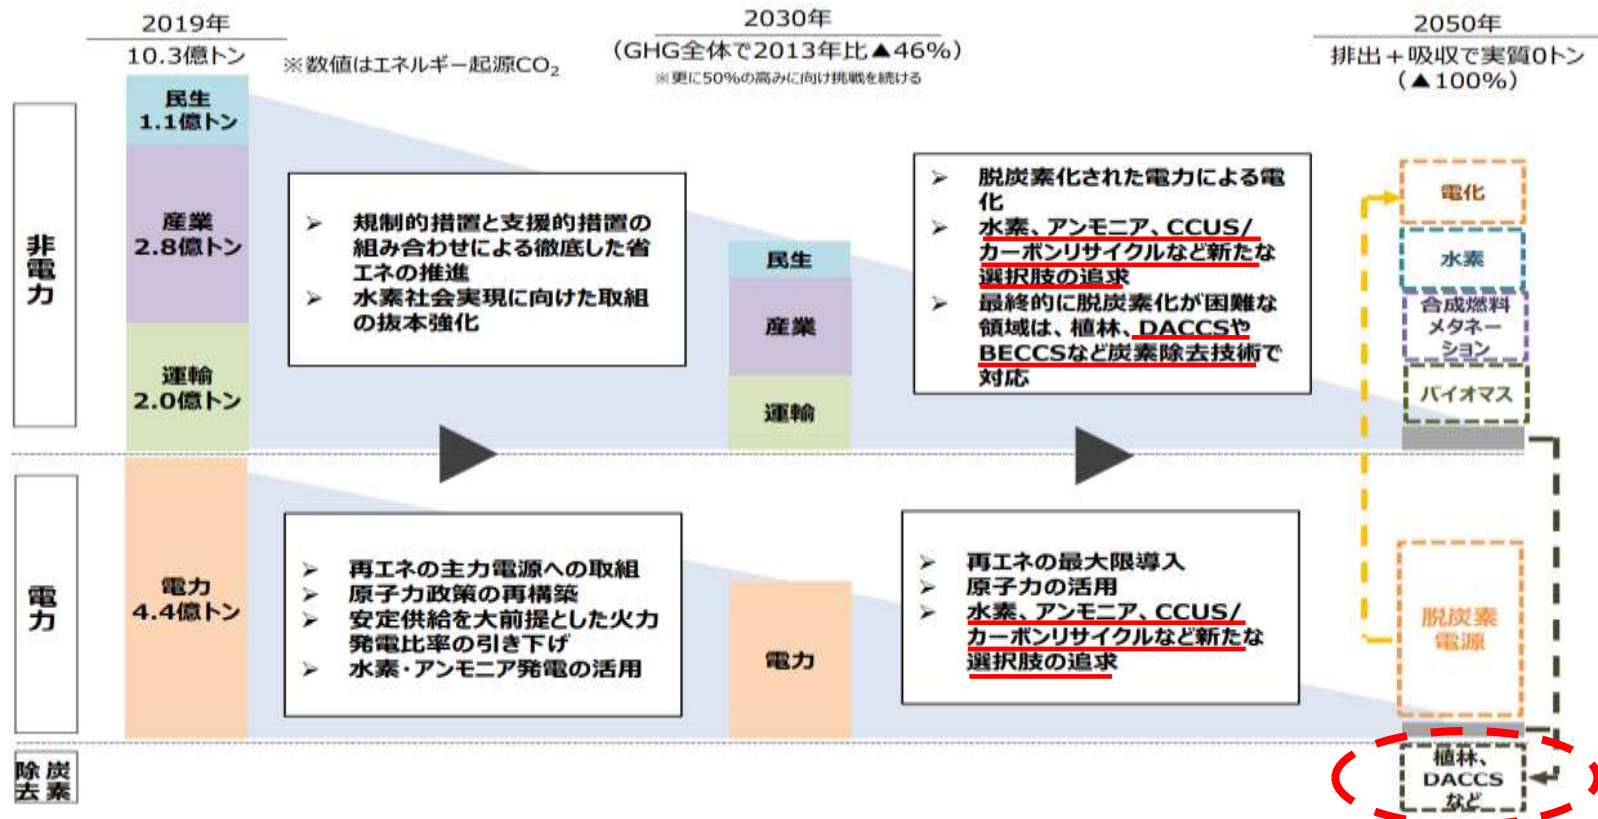 2019年
10.3億トン
※数値はエネルギー起源CO₂
2030年
(GHG全体で2013年比▲46%)
※更に50%の高みに向け挑戦を続ける
2050年
排出+吸収で実質0トン
(▲100%)
非電力
民生
1.1億トン
産業
2.8億トン
運輸
2.0億トン
➢ 規制的措置と支援的措置の
組み合わせによる徹底した省
エネの推進
➢ 水素社会実現に向けた取組
の抜本強化
民生
産業
運輸
➢ 脱炭素化された電力による電
化
➢ 水素、アンモニア、CCUS/
カーボンリサイクルなど新たな
選択肢の追求
➢ 最終的に脱炭素化が困難な
領域は、植林、DACCSや
BECCSなど炭素除去技術で
対応
電化
水素
合成燃料
メタネー
ション
バイオマス
電力
電力
4.4億トン
➢ 再エネの主力電源への取組
➢ 原子力政策の再構築
➢ 安定供給を大前提とした火力
発電比率の引き下げ
➢ 水素・アンモニア発電の活用
電力
➢ 再エネの最大限導入
➢ 原子力の活用
➢ 水素、アンモニア、CCUS/
カーボンリサイクルなど新たな
選択肢の追求
脱炭素
電源
炭素
除去
植林、
DACCS
など